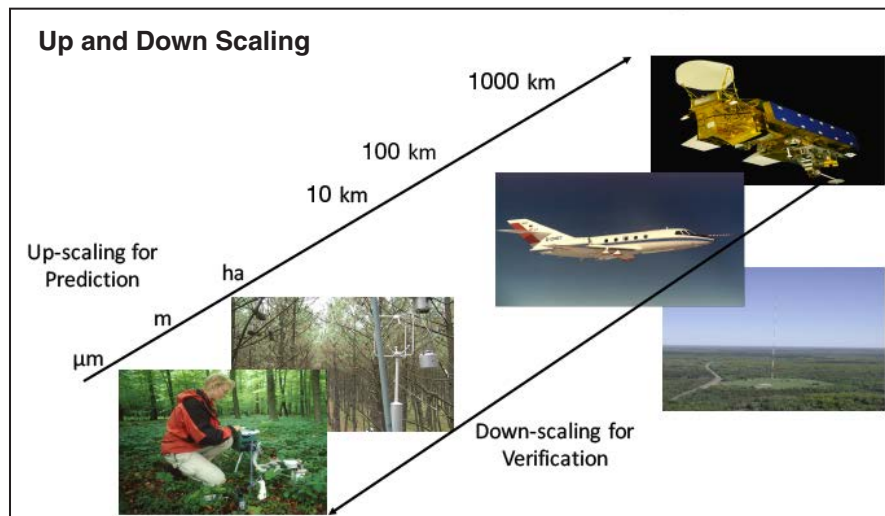 Up and Down Scaling
1000 km
100 km
10 km
Up-scaling for
Prediction
ha
m
μm
Down-scaling for
Verification